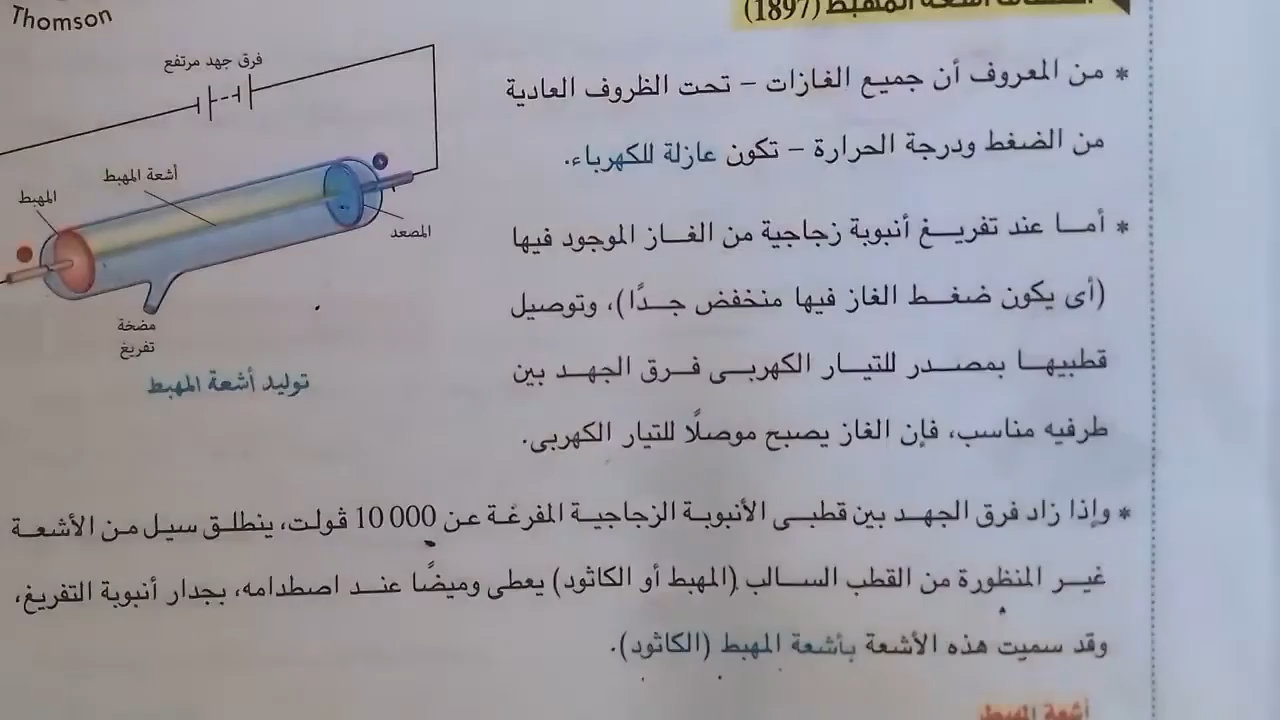 (1897)
Thomson
* من المعروف أن جميع الغازات – تحت الظروف العادية
من الضغط ودرجة الحرارة – تكون عازلة للكهرباء.
* أما عند تفريغ أنبوبة زجاجية من الغاز الموجود فيها
(أى يكون ضغط الغاز فيها منخفض جدًا)، وتوصيل
قطبيها بمصدر للتيار الكهربى فرق الجهد بين
طرفيه مناسب، فإن الغاز يصبح موصلًا للتيار الكهربى.
فرق جهد مرتفع
أشعة المهبط
المهبط
المصعد
مضخة
تفريغ
توليد أشعة المهبط
* وإذا زاد فرق الجهد بين قطبى الأنبوبة الزجاجية المفرغة عن 10000 ڤولت، ينطلق سيل من الأشعة
غير المنظورة من القطب السالب (المهبط أو الكاثود) يعطى وميضًا عند اصطدامه، بجدار أنبوبة التفريغ،
وقد سميت هذه الأشعة بأشعة المهبط (الكاثود).
أشعة المهبط